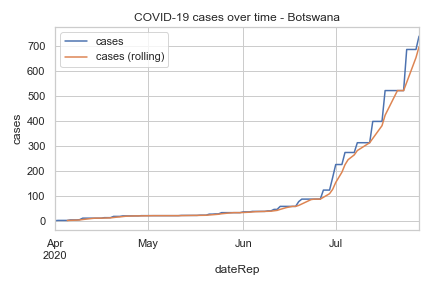 COVID-19 cases over time - Botswana
cases
cases (rolling)
700
600
500
400
300
200
100
0
cases
Apr
2020
May
Jun
Jul
dateRep